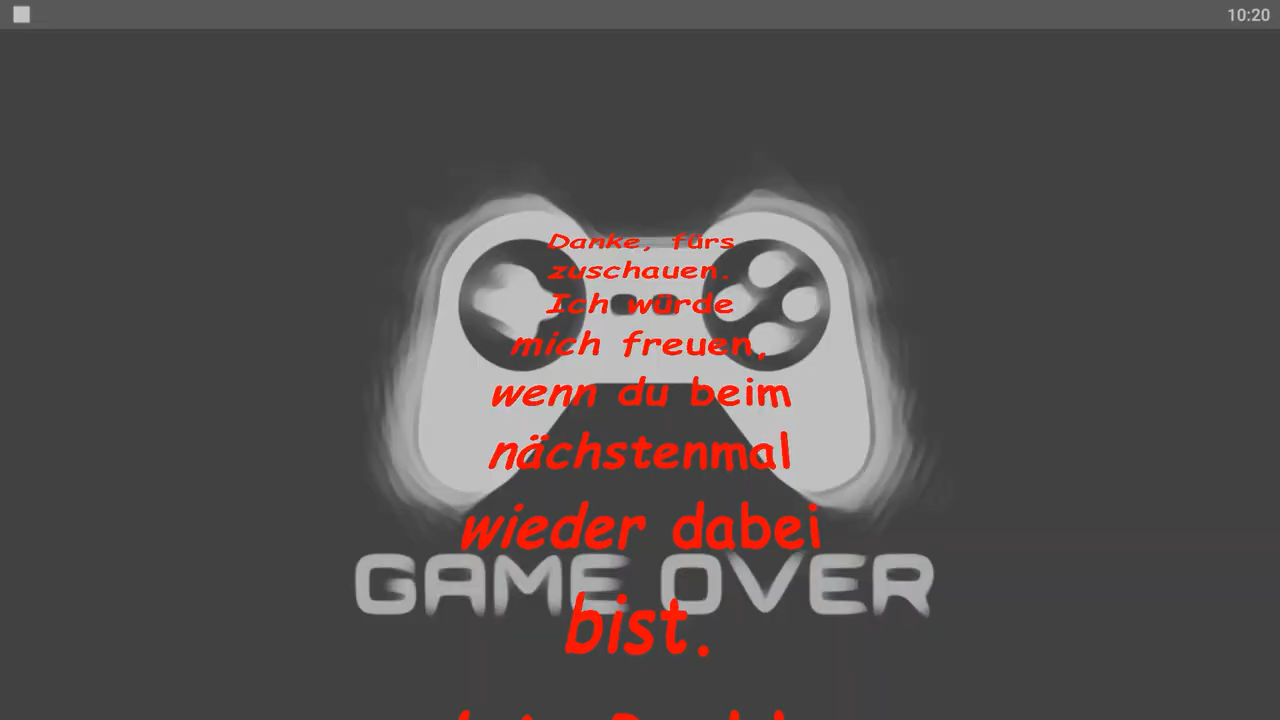 10:20
Danke, fürs
zuschauen.
Ich würde
mich freuen,
wenn du beim
nächstenmal
wieder dabei
GAME OVER
bist.